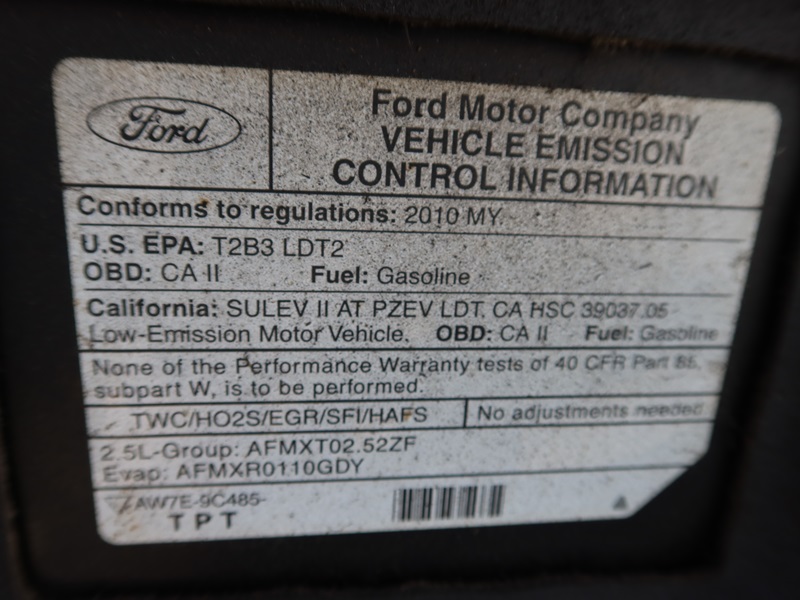 Ford
Ford Motor Company
VEHICLE EMISSION
CONTROL INFORMATION
Conforms to regulations: 2010 MY
U.S. EPA: T2B3 LDT2
OBD: CA II Fuel: Gasoline
California: SULEV II AT PZEV LDT. CA HSC 39037.05
Low-Emission Motor Vehicle. OBD: CA II Fuel: Gasoline
None of the Performance Warranty tests of 40 CFR Part 85,
subpart W, is to be performed.
TWC/HO2S/EGR/SFI/HAFS No adjustments needed.
2.5L-Group: AFMXT02.52ZF
Evap: AFMXR0110GDY
AW7E-9C485-
TPT